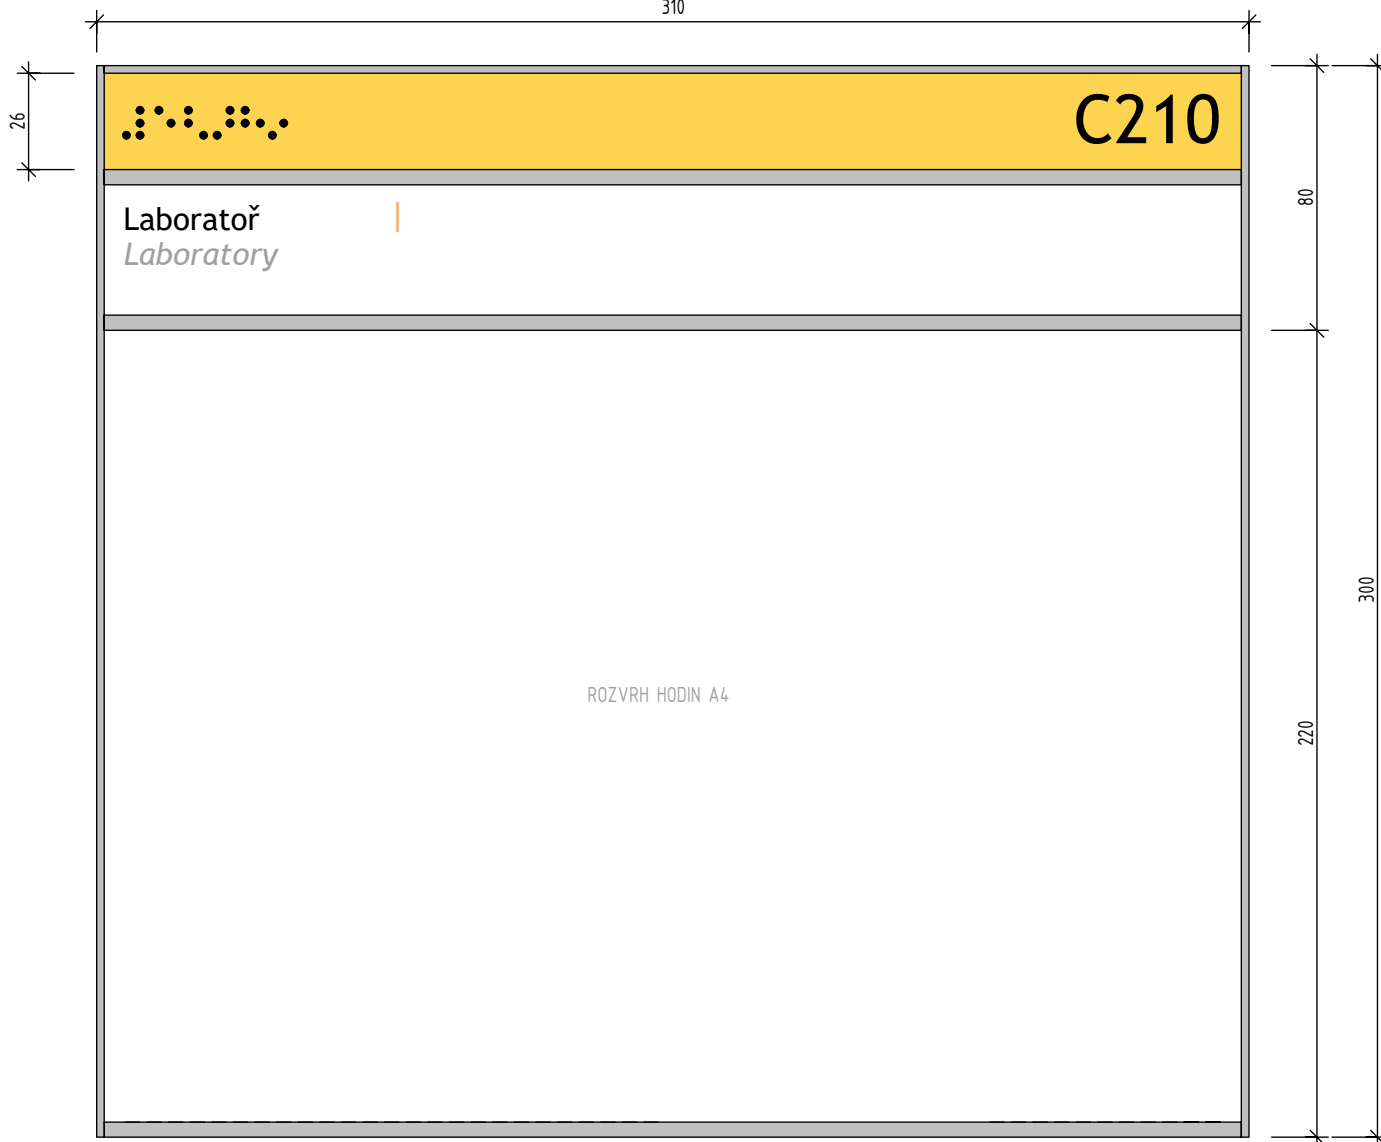 310
26
⠼⠑⠣⠜⠓⠔ C210
80
Laboratoř
Laboratory
300
ROZVRH HODIN A4
220